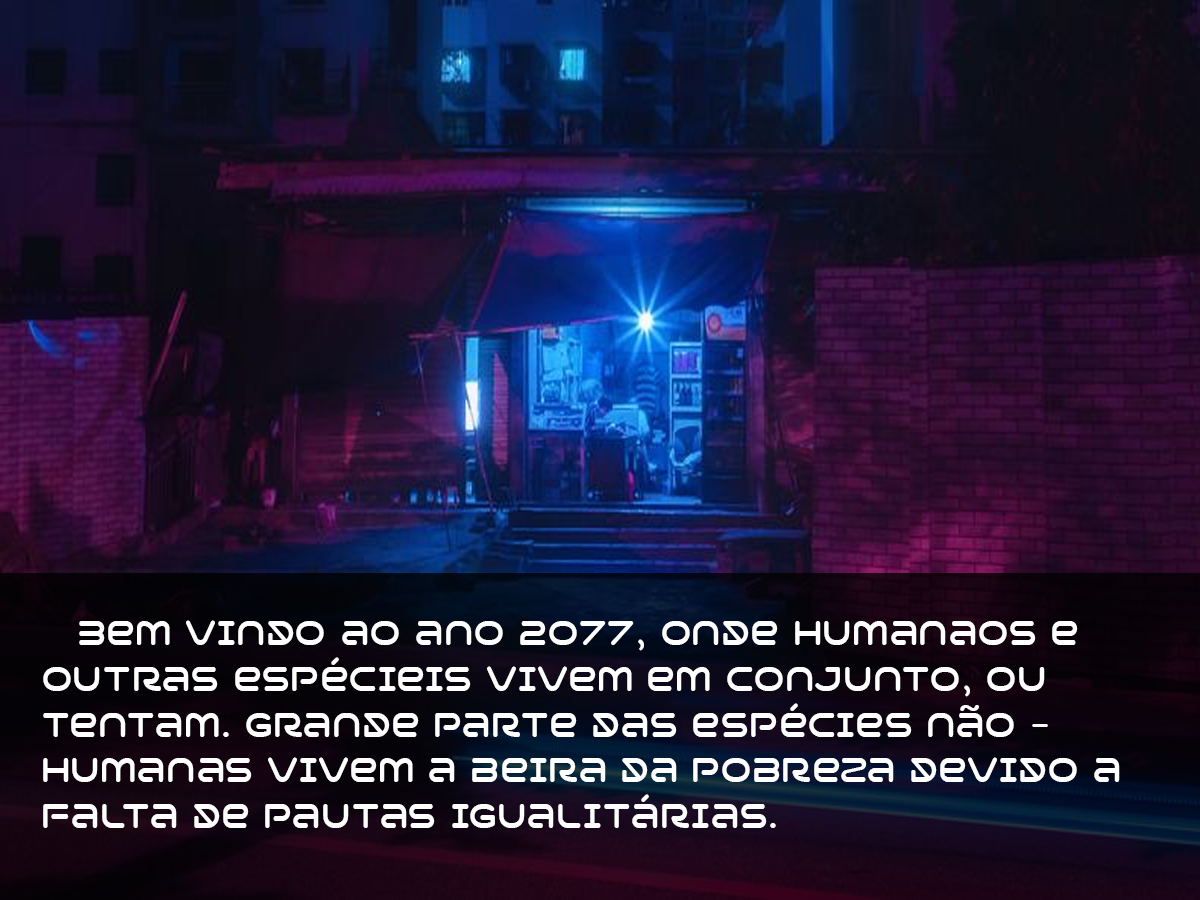 Bem vindo ao ano 2077, onde humanaos e
outras espécieis vivem em conjunto, ou
tentam. Grande parte das espécies não -
humanas vivem a beira da pobreza devido a
falta de pautas igualitárias.